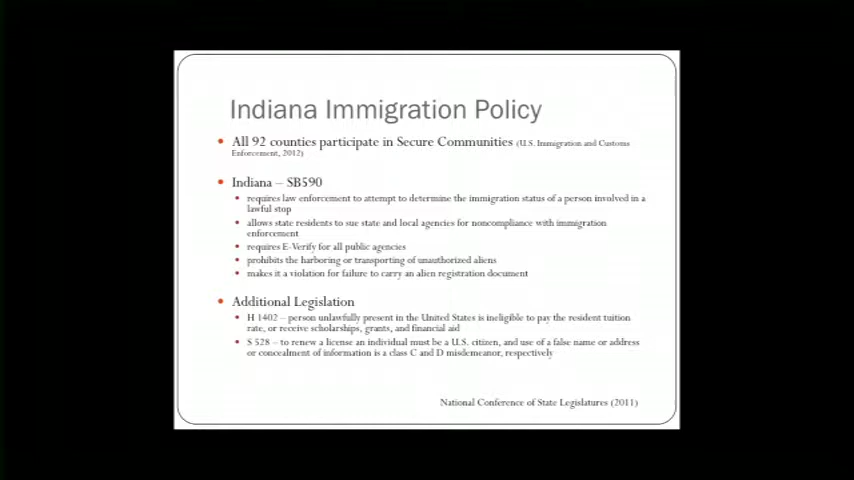 Indiana Immigration Policy
All 92 counties participate in Secure Communities (U.S. Immigration and Customs
Enforcement, 2012)
Indiana – SB590
requires law enforcement to attempt to determine the immigration status of a person involved in a
lawful stop
allows state residents to sue state and local agencies for noncompliance with immigration
enforcement
requires E-Verify for all public agencies
prohibits the harboring or transporting of unauthorized aliens
makes it a violation for failure to carry an alien registration document
Additional Legislation
H 1402 – person unlawfully present in the United States is ineligible to pay the resident tuition
rate, or receive scholarships, grants, and financial aid
S 528 – to renew a license an individual must be a U.S. citizen, and use of a false name or address
or concealment of information is a class C and D misdemeanor, respectively
National Conference of State Legislatures (2011)